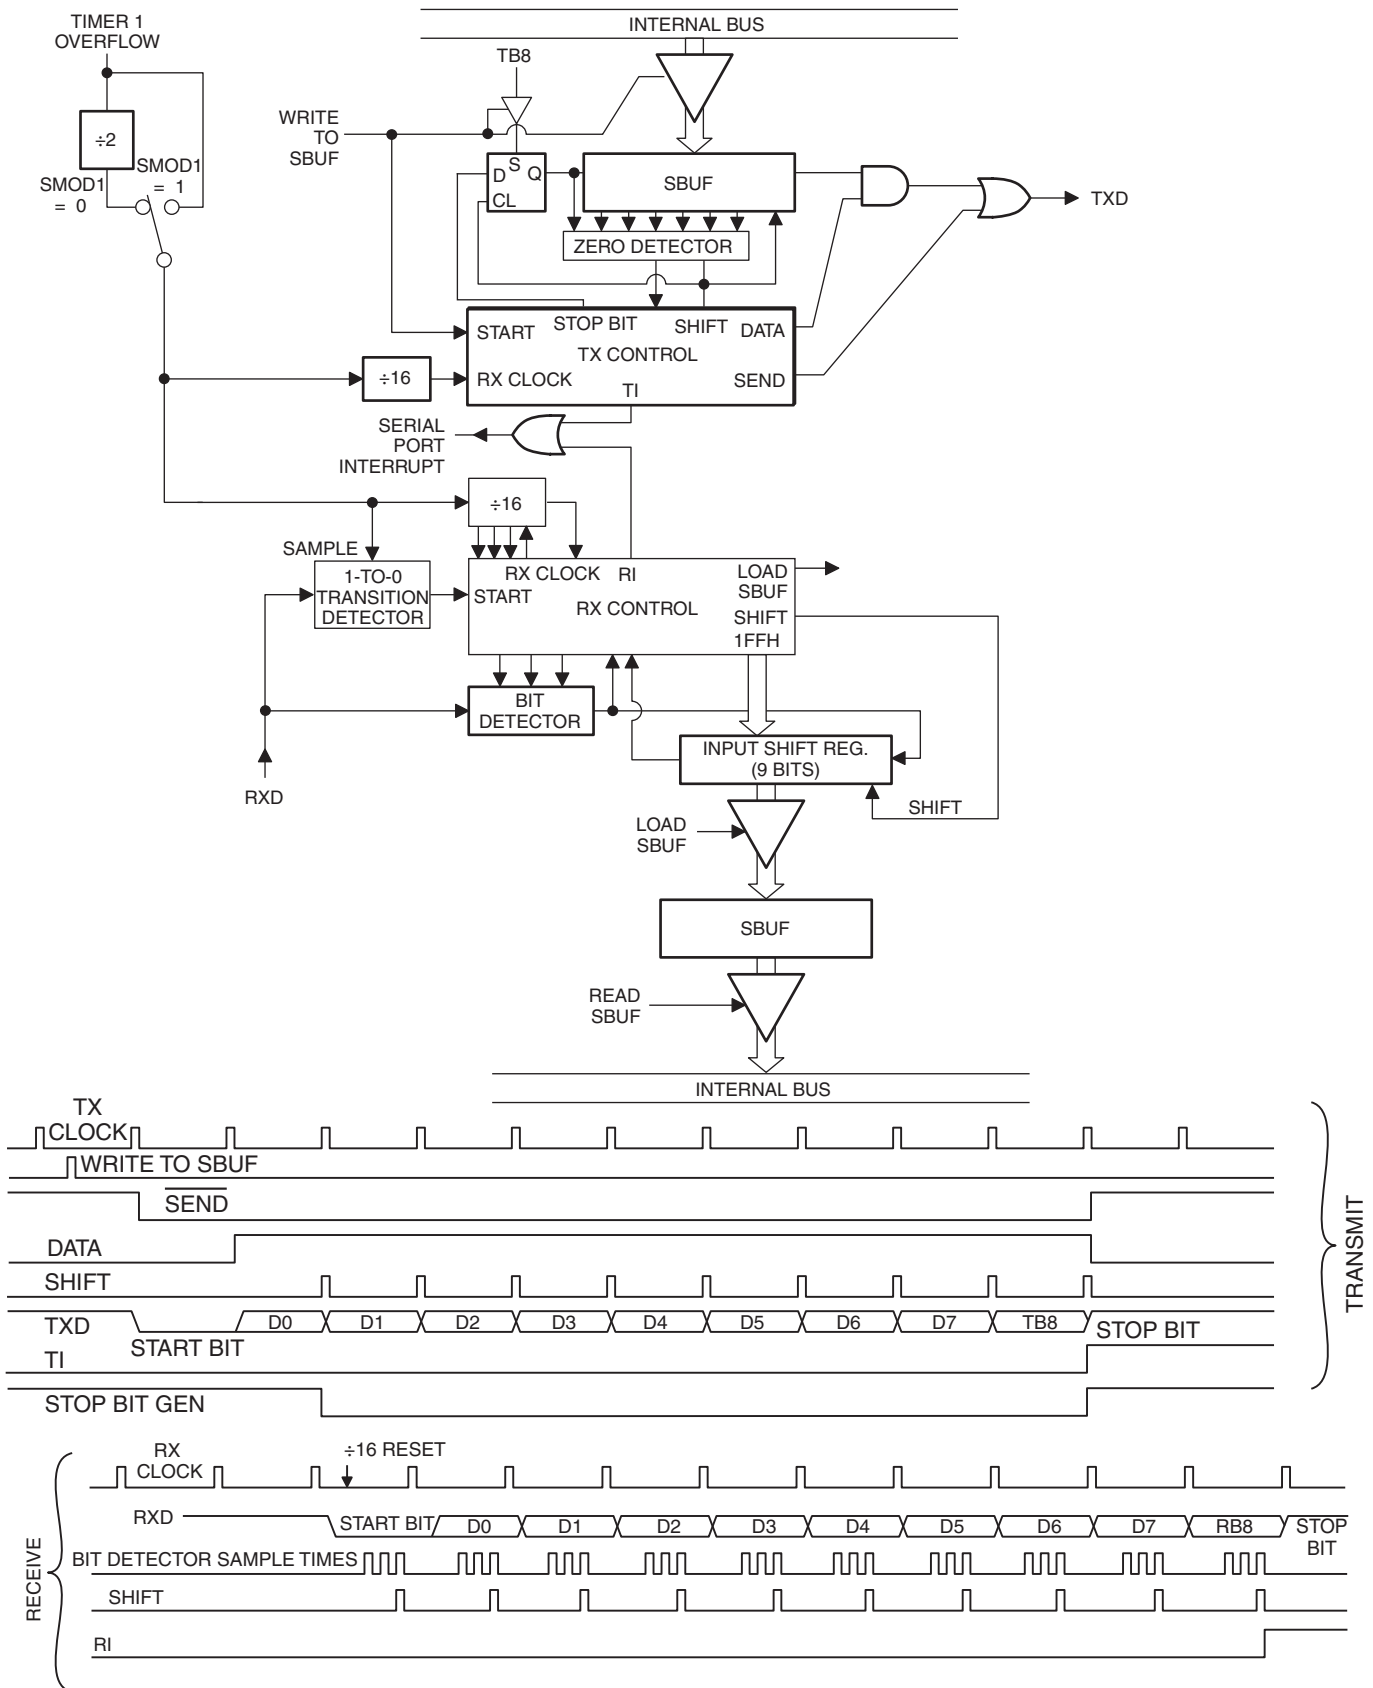 TIMER 1
OVERFLOW
INTERNAL BUS
TB8
WRITE
TO
SBUF
÷2
SMOD1
= 1
SMOD1
= 0
D S Q
CL
SBUF
TXD
ZERO DETECTOR
START
STOP BIT
SHIFT
DATA
TX CONTROL
÷16
RX CLOCK
SEND
TI
SERIAL
PORT
INTERRUPT
÷16
SAMPLE
1-TO-0
TRANSITION
DETECTOR
RX CLOCK
RI
LOAD
SBUF
START
RX CONTROL
SHIFT
1FFH
BIT
DETECTOR
INPUT SHIFT REG.
(9 BITS)
RXD
SHIFT
LOAD
SBUF
SBUF
READ
SBUF
INTERNAL BUS
TX
CLOCK
WRITE TO SBUF
SEND
DATA
SHIFT
TXD
START BIT
D0 D1 D2 D3 D4 D5 D6 D7 TB8
STOP BIT
TI
STOP BIT GEN
TRANSMIT
RX
CLOCK
÷16 RESET
RXD
START BIT D0 D1 D2 D3 D4 D5 D6 D7 RB8 STOP
BIT
BIT DETECTOR SAMPLE TIMES
SHIFT
RI
RECEIVE